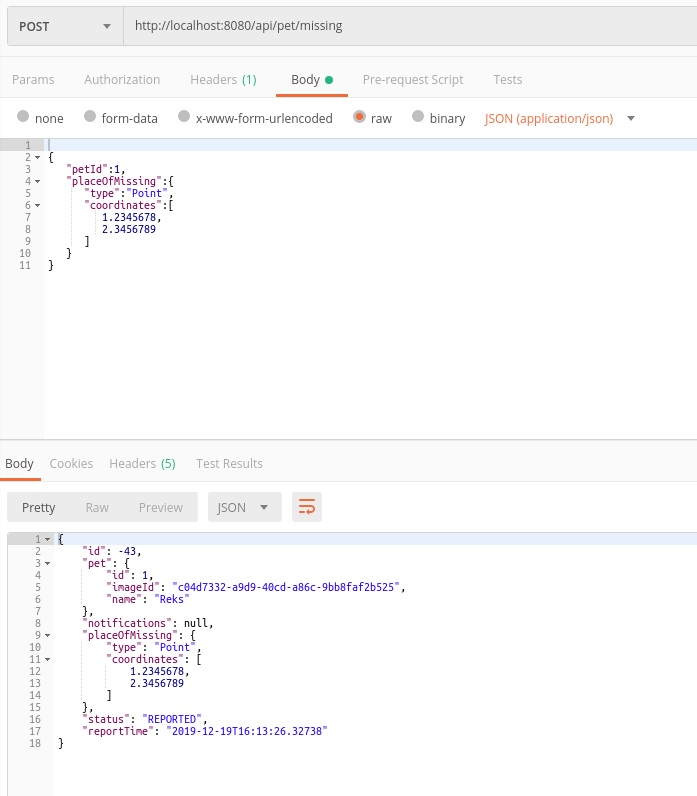 POST http://localhost:8080/api/pet/missing
Params Authorization Headers (1) Body Pre-request Script Tests
none form-data x-www-form-urlencoded raw binary JSON (application/json)
1
2 {
3 "petId":1,
4 "placeOfMissing":{
5 "type":"Point",
6 "coordinates":[
7 1.2345678,
8 2.3456789
9 ]
10 }
11 }
Body Cookies Headers (5) Test Results
Pretty Raw Preview JSON
1 {
2 "id": -43,
3 "pet": {
4 "id": 1,
5 "imageId": "c04d7332-a9d9-40cd-a86c-9bb8faf2b525",
6 "name": "Reks"
7 },
8 "notifications": null,
9 "placeOfMissing": {
10 "type": "Point",
11 "coordinates": [
12 1.2345678,
13 2.3456789
14 ]
15 },
16 "status": "REPORTED",
17 "reportTime": "2019-12-19T16:13:26.32738"
18 }